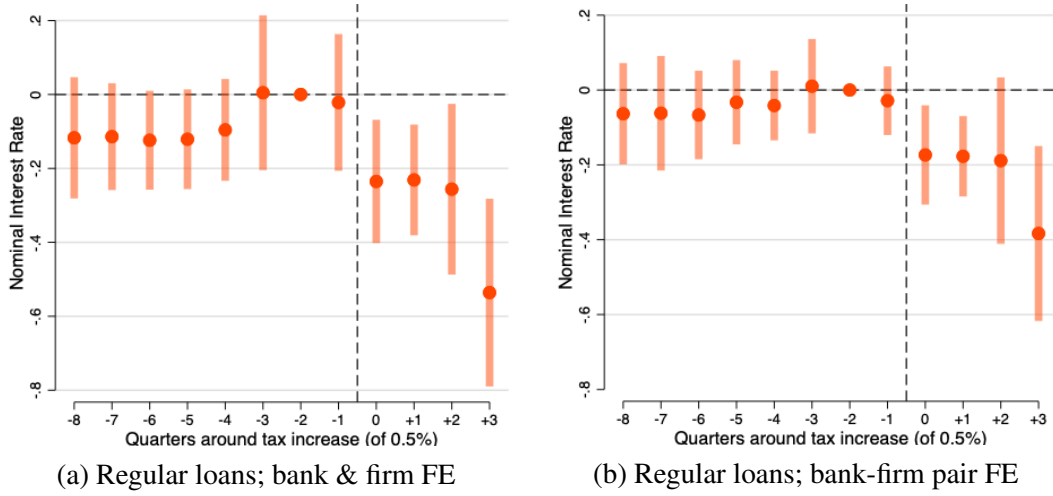 Nominal Interest Rate
.2
0
-.2
-.4
-.6
-.8
-8 -7 -6 -5 -4 -3 -2 -1 0 +1 +2 +3
Quarters around tax increase (of 0.5%)
(a) Regular loans; bank & firm FE
Nominal Interest Rate
.2
0
-.2
-.4
-.6
-.8
-8 -7 -6 -5 -4 -3 -2 -1 0 +1 +2 +3
Quarters around tax increase (of 0.5%)
(b) Regular loans; bank-firm pair FE